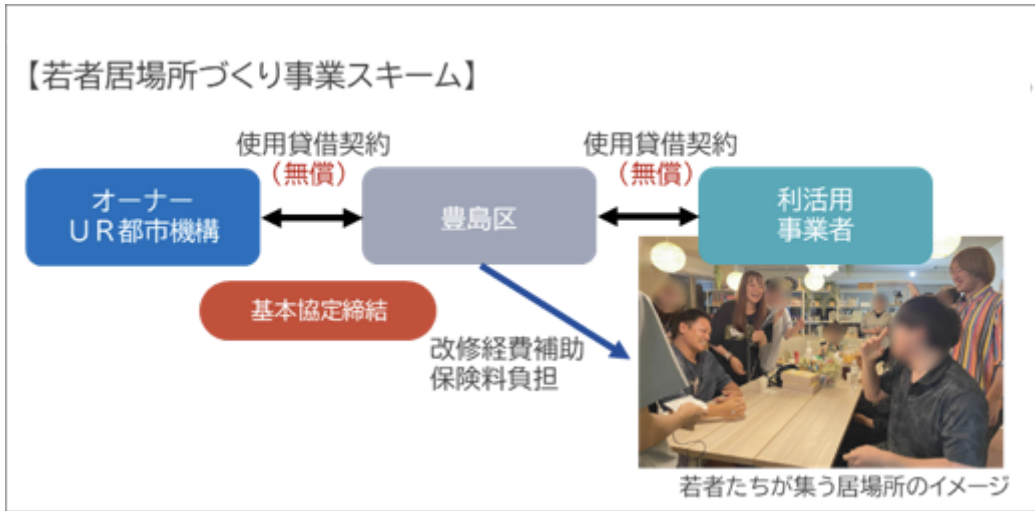 【若者居場所づくり事業スキーム】
使用貸借契約
（無償）
使用貸借契約
（無償）
オーナー
ＵＲ都市機構
豊島区
利活用
事業者
基本協定締結
改修経費補助
保険料負担
若者たちが集う居場所のイメージ